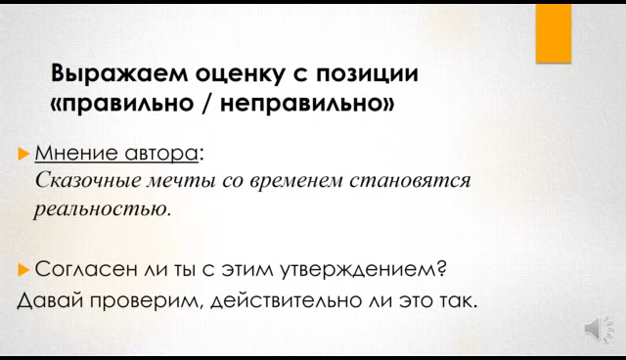 Выражаем оценку с позиции
«правильно / неправильно»
Мнение автора:
Сказочные мечты со временем становятся
реальностью.
Согласен ли ты с этим утверждением?
Давай проверим, действительно ли это так.